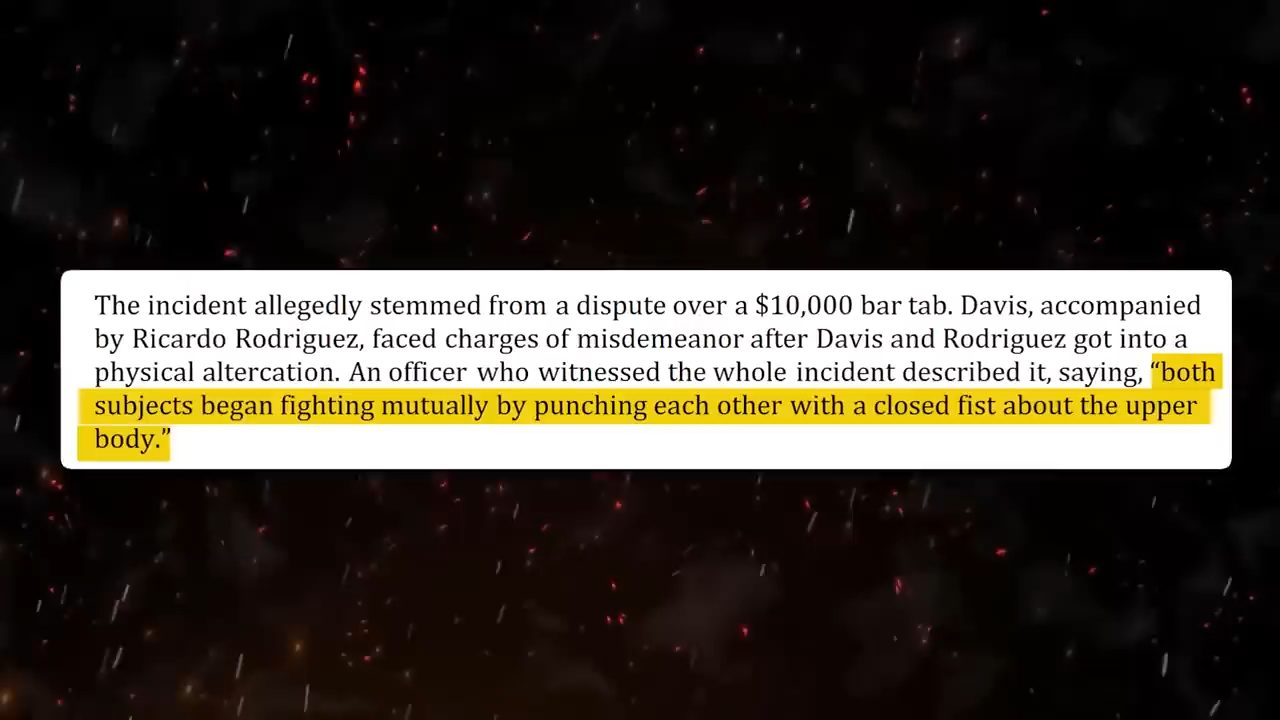 The incident allegedly stemmed from a dispute over a $10,000 bar tab. Davis, accompanied
by Ricardo Rodriguez, faced charges of misdemeanor after Davis and Rodriguez got into a
physical altercation. An officer who witnessed the whole incident described it, saying, “both
subjects began fighting mutually by punching each other with a closed fist about the upper
body.”